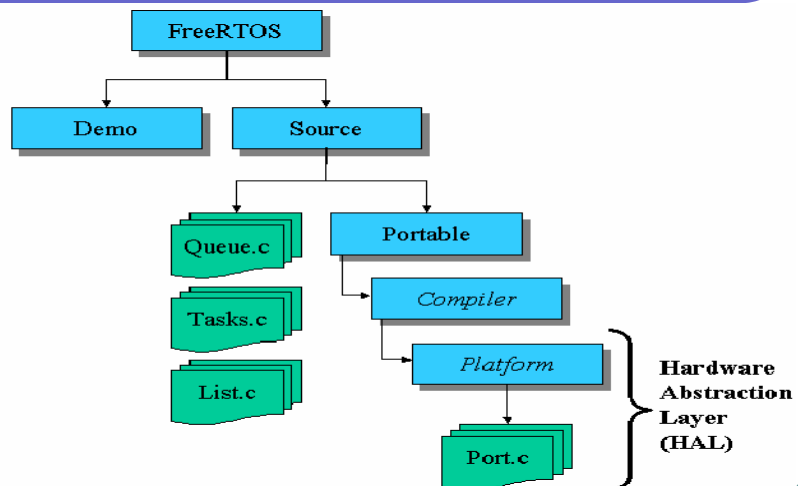 FreeRTOS
Demo
Source
Queue.c
Portable
Compiler
Tasks.c
Platform
List.c
Hardware
Abstraction
Layer
(HAL)
Port.c